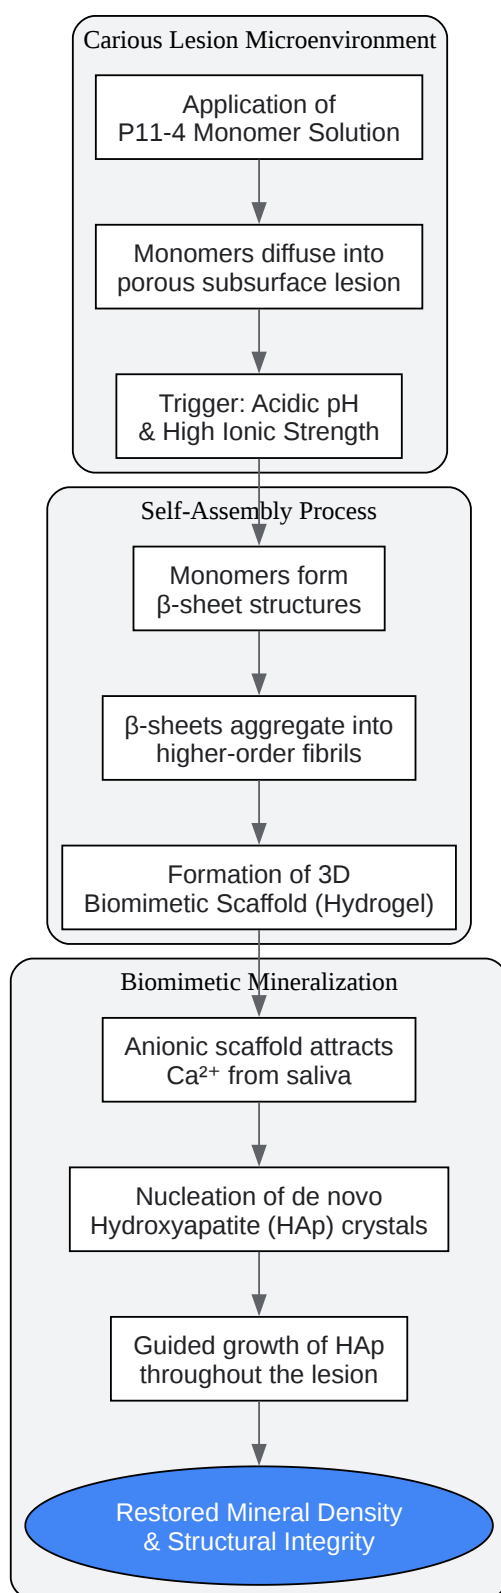 Carious Lesion Microenvironment
Application of
P11-4 Monomer Solution
Monomers diffuse into
porous subsurface lesion
Trigger: Acidic pH
& High Ionic Strength
Self-Assembly Process
Monomers form
β-sheet structures
β-sheets aggregate into
higher-order fibrils
Formation of 3D
Biomimetic Scaffold (Hydrogel)
Biomimetic Mineralization
Anionic scaffold attracts
Ca²⁺ from saliva
Nucleation of de novo
Hydroxyapatite (HAp) crystals
Guided growth of HAp
throughout the lesion
Restored Mineral Density
& Structural Integrity